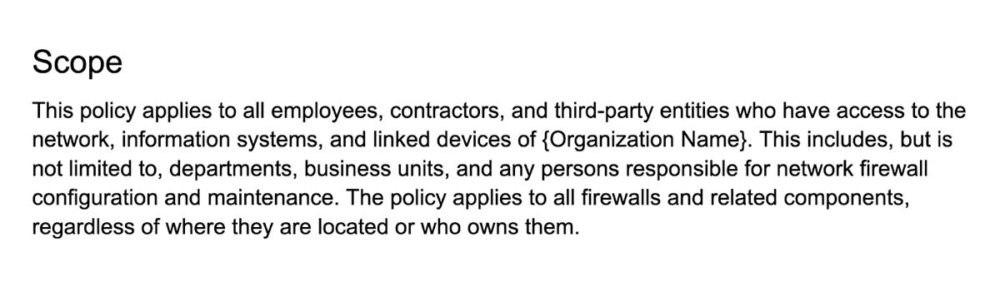 Scope
This policy applies to all employees, contractors, and third-party entities who have access to the
network, information systems, and linked devices of {Organization Name}. This includes, but is
not limited to, departments, business units, and any persons responsible for network firewall
configuration and maintenance. The policy applies to all firewalls and related components,
regardless of where they are located or who owns them.